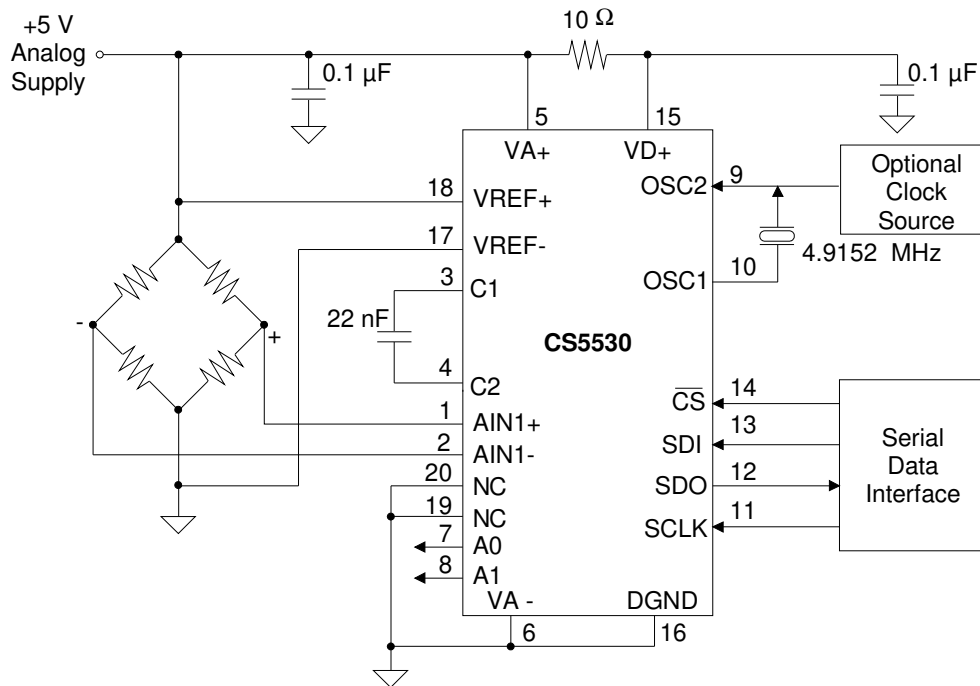 +5 V
Analog
Supply
10 Ω
0.1 µF
0.1 µF
5
15
VA+
VD+
18
VREF+
17
VREF-
3
C1
22 nF
4
C2
1
AIN1+
2
AIN1-
20
NC
19
NC
7
A0
8
A1
VA -
6
DGND
16
CS5530
OSC2
9
Optional
Clock
Source
4.9152 MHz
10
OSC1
CS
14
SDI
13
SDO
12
SCLK
11
Serial
Data
Interface
-
+